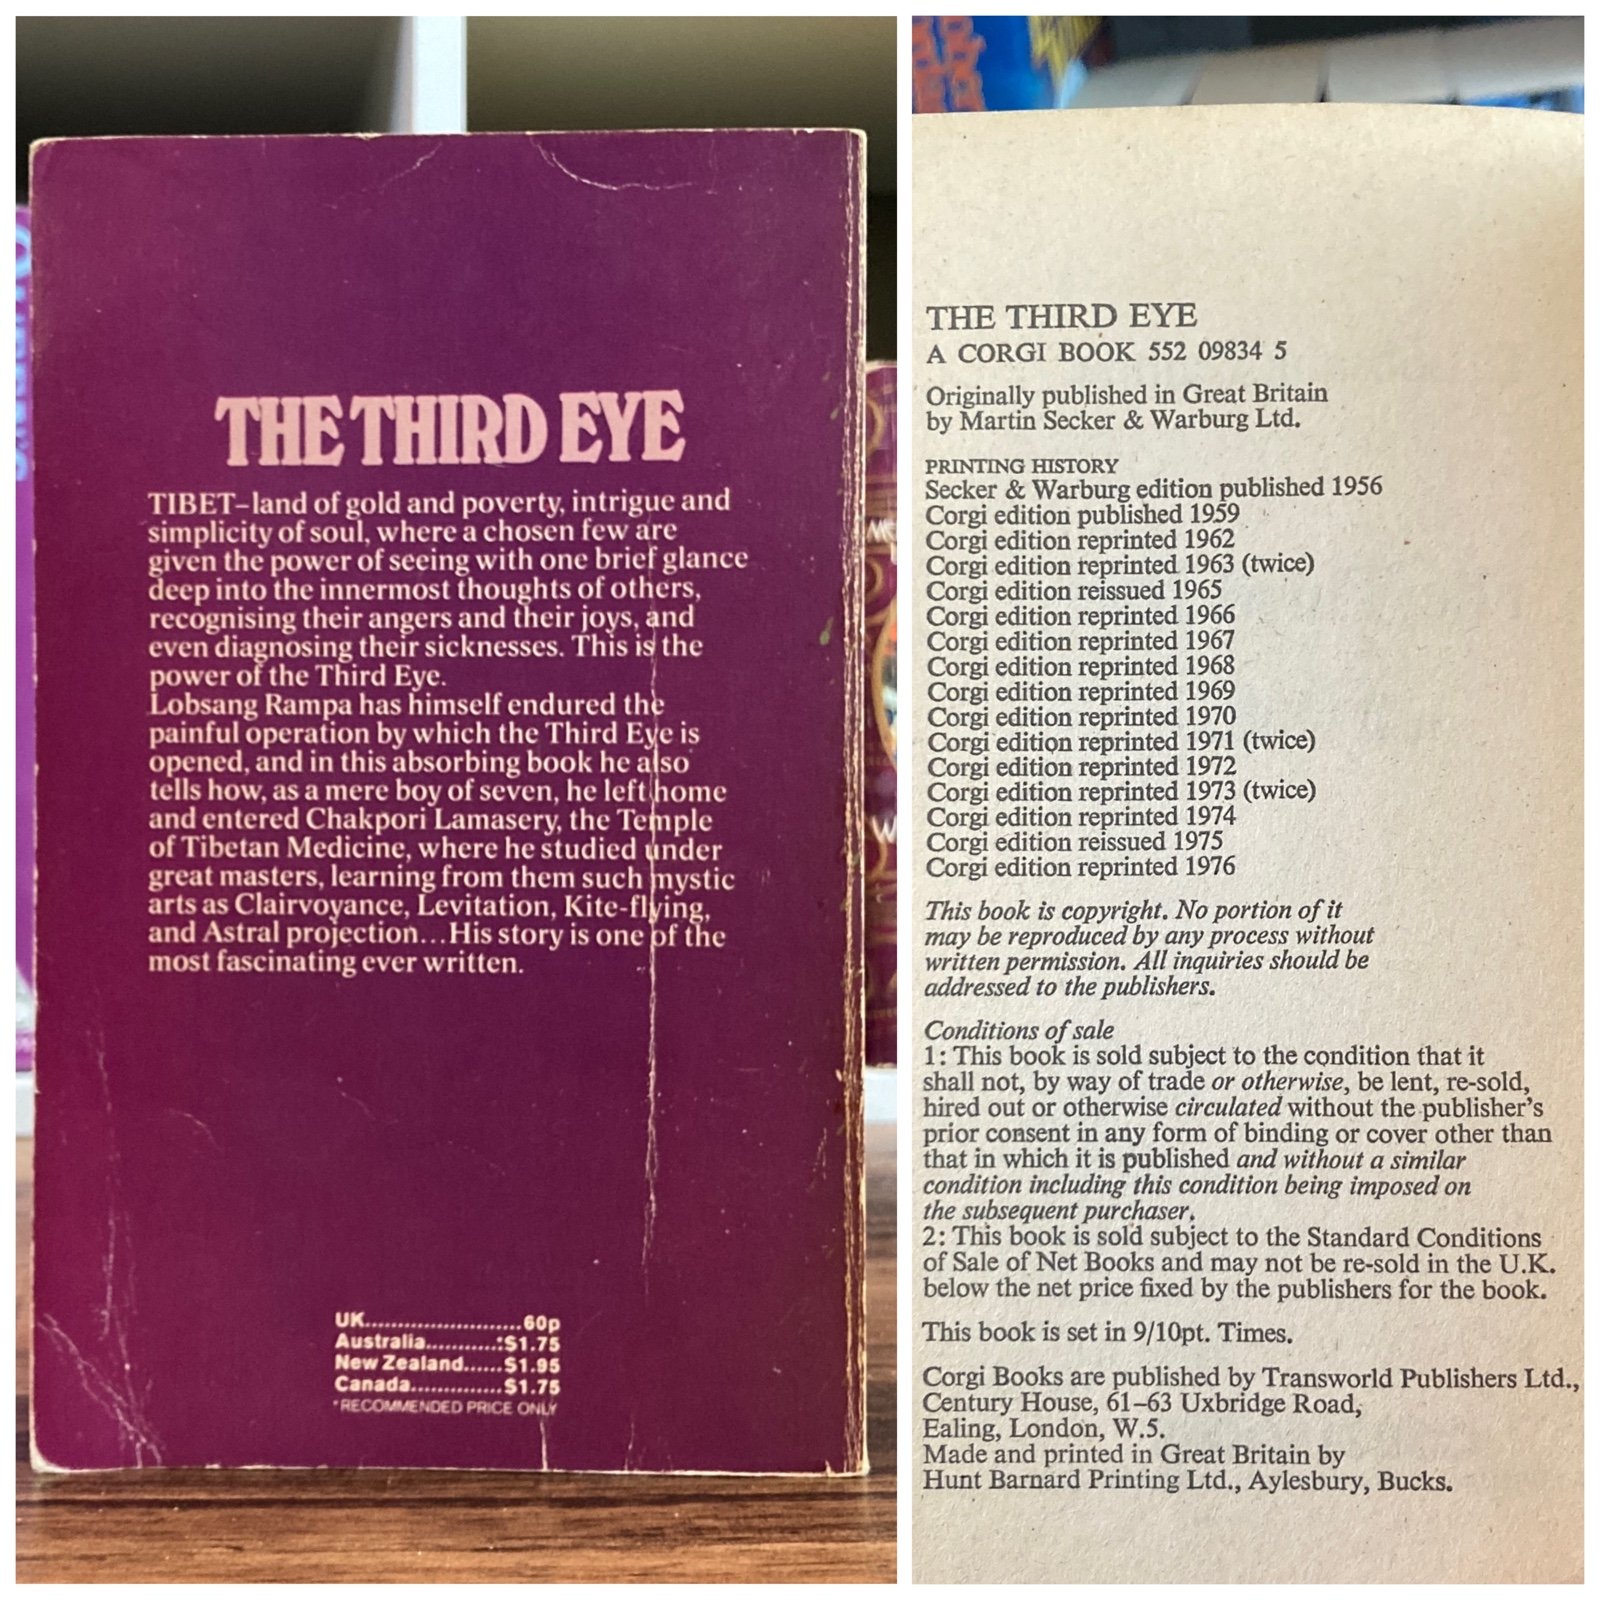 THE THIRD EYE
TIBET–land of gold and poverty, intrigue and
simplicity of soul, where a chosen few are
given the power of seeing with one brief glance
deep into the innermost thoughts of others,
recognising their angers and their joys, and
even diagnosing their sicknesses. This is the
power of the Third Eye.
Lobsang Rampa has himself endured the
painful operation by which the Third Eye is
opened, and in this absorbing book he also
tells how, as a mere boy of seven, he left home
and entered Chakpori Lamasery, the Temple
of Tibetan Medicine, where he studied under
great masters, learning from them such mystic
arts as Clairvoyance, Levitation, Kite-flying,
and Astral projection...His story is one of the
most fascinating ever written.
UK.........................60p
Australia...........:$1.75
New Zealand......$1.95
Canada..............$1.75
*RECOMMENDED PRICE ONLY
THE THIRD EYE
A CORGI BOOK 552 09834 5
Originally published in Great Britain
by Martin Secker & Warburg Ltd.
PRINTING HISTORY
Secker & Warburg edition published 1956
Corgi edition published 1959
Corgi edition reprinted 1962
Corgi edition reprinted 1963 (twice)
Corgi edition reissued 1965
Corgi edition reprinted 1966
Corgi edition reprinted 1967
Corgi edition reprinted 1968
Corgi edition reprinted 1969
Corgi edition reprinted 1970
Corgi edition reprinted 1971 (twice)
Corgi edition reprinted 1972
Corgi edition reprinted 1973 (twice)
Corgi edition reprinted 1974
Corgi edition reissued 1975
Corgi edition reprinted 1976
This book is copyright. No portion of it
may be reproduced by any process without
written permission. All inquiries should be
addressed to the publishers.
Conditions of sale
1: This book is sold subject to the condition that it
shall not, by way of trade or otherwise, be lent, re-sold,
hired out or otherwise circulated without the publisher's
prior consent in any form of binding or cover other than
that in which it is published and without a similar
condition including this condition being imposed on
the subsequent purchaser.
2: This book is sold subject to the Standard Conditions
of Sale of Net Books and may not be re-sold in the U.K.
below the net price fixed by the publishers for the book.
This book is set in 9/10pt. Times.
Corgi Books are published by Transworld Publishers Ltd.,
Century House, 61–63 Uxbridge Road,
Ealing, London, W.5.
Made and printed in Great Britain by
Hunt Barnard Printing Ltd., Aylesbury, Bucks.